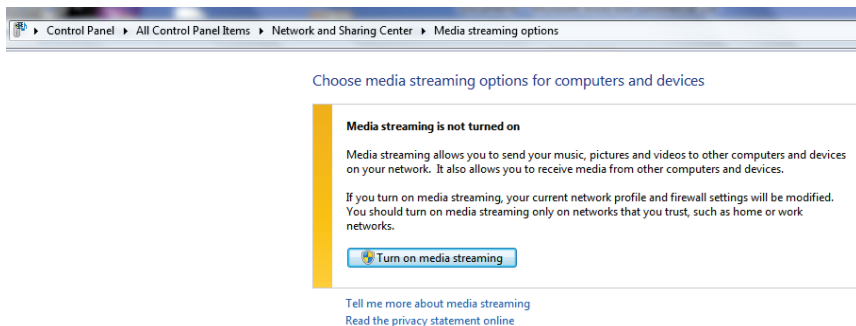 Control Panel ▸ All Control Panel Items ▸ Network and Sharing Center ▸ Media streaming options
Choose media streaming options for computers and devices
Media streaming is not turned on
Media streaming allows you to send your music, pictures and videos to other computers and devices
on your network.  It also allows you to receive media from other computers and devices.
If you turn on media streaming, your current network profile and firewall settings will be modified.
You should turn on media streaming only on networks that you trust, such as home or work
networks.
Turn on media streaming
Tell me more about media streaming
Read the privacy statement online